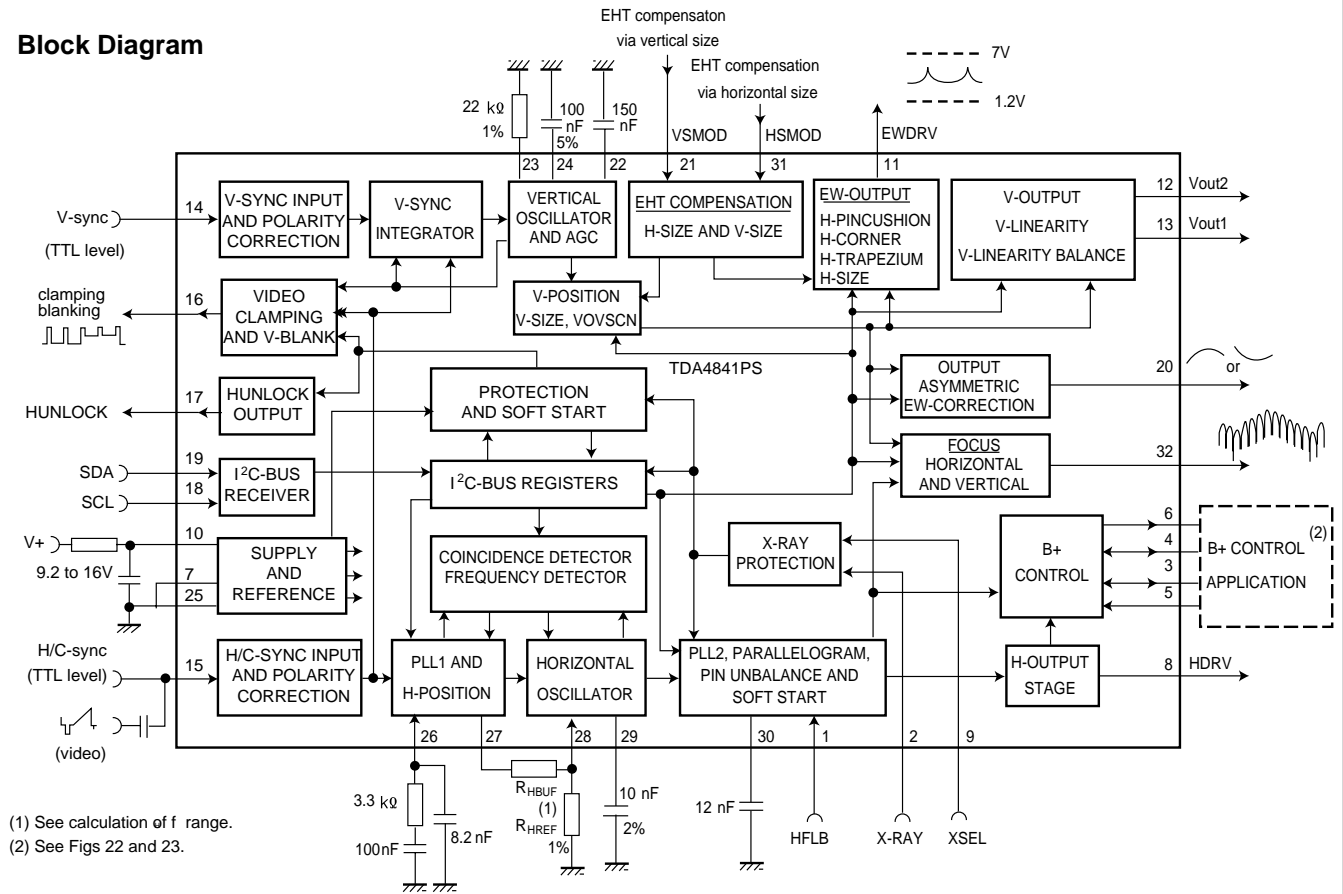 Block Diagram
EHT compensaton
via vertical size
EHT compensation
via horizontal size
7V
1.2V
22 kΩ
1%
100
nF
5%
150
nF
VSMOD
HSMOD
EWDRV
23
24
22
21
31
11
V-sync
(TTL level)
14
V-SYNC INPUT
AND POLARITY
CORRECTION
V-SYNC
INTEGRATOR
VERTICAL
OSCILLATOR
AND AGC
EHT COMPENSATION
H-SIZE AND V-SIZE
EW-OUTPUT
H-PINCUSHION
H-CORNER
H-TRAPEZIUM
H-SIZE
V-OUTPUT
V-LINEARITY
V-LINEARITY BALANCE
12
Vout2
13
Vout1
clamping
blanking
16
VIDEO
CLAMPING
AND V-BLANK
V-POSITION
V-SIZE, VOVSCN
TDA4841PS
HUNLOCK
17
HUNLOCK
OUTPUT
PROTECTION
AND SOFT START
OUTPUT
ASYMMETRIC
EW-CORRECTION
20
or
SDA
19
SCL
18
I²C-BUS
RECEIVER
I²C-BUS REGISTERS
FOCUS
HORIZONTAL
AND VERTICAL
32
V+
9.2 to 16V
10
7
25
SUPPLY
AND
REFERENCE
COINCIDENCE DETECTOR
FREQUENCY DETECTOR
X-RAY
PROTECTION
B+
CONTROL
6
4
3
5
(2)
B+ CONTROL
APPLICATION
H/C-sync
(TTL level)
(video)
15
H/C-SYNC INPUT
AND POLARITY
CORRECTION
PLL1 AND
H-POSITION
HORIZONTAL
OSCILLATOR
PLL2, PARALLELOGRAM,
PIN UNBALANCE AND
SOFT START
H-OUTPUT
STAGE
8
HDRV
26
27
28
29
30
1
2
9
3.3 kΩ
100nF
8.2 nF
RHBUF
(1)
RHREF
1%
10 nF
2%
12 nF
HFLB
X-RAY
XSEL
(1) See calculation of f range.
(2) See Figs 22 and 23.